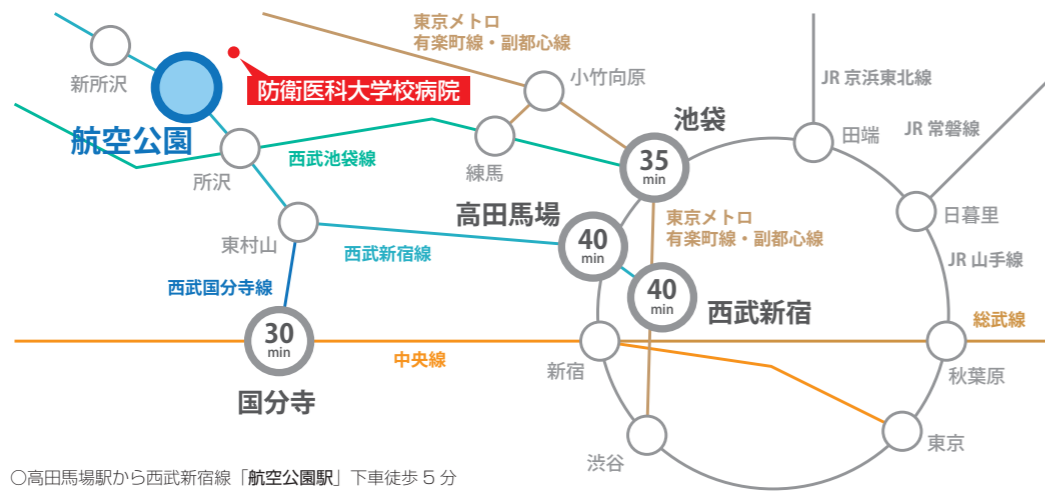 東京メトロ
有楽町線・副都心線
新所沢
防衛医科大学校病院
小竹向原
JR 京浜東北線
航空公園
池袋
田端
JR 常磐線
所沢
西武池袋線
練馬
35
min
高田馬場
東京メトロ
有楽町線・副都心線
日暮里
東村山
西武新宿線
40
min
JR 山手線
西武国分寺線
40
min
西武新宿
総武線
30
min
中央線
新宿
秋葉原
国分寺
渋谷
東京
○高田馬場駅から西武新宿線「航空公園駅」下車徒歩 5 分